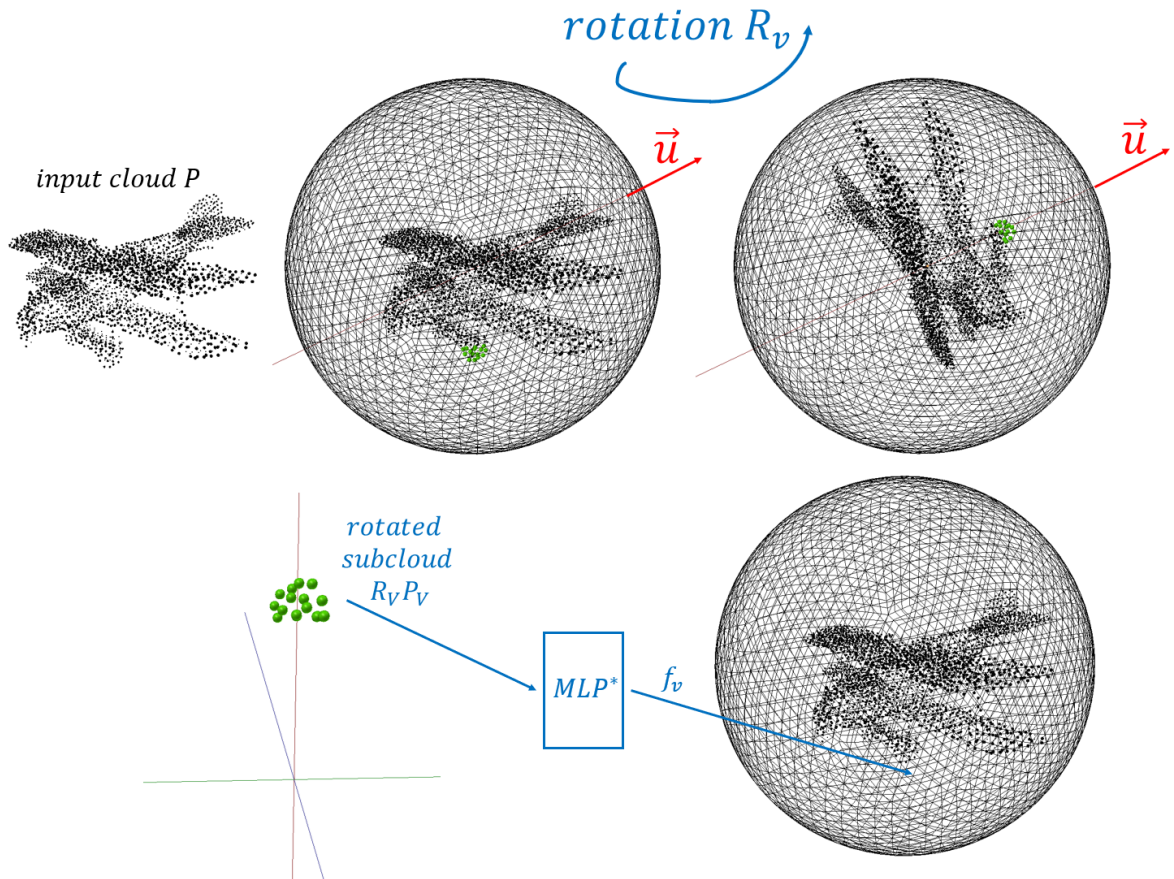 rotation R_v
u⃗
u⃗
input cloud P
rotated
subcloud
R_V P_V
MLP*
f_v